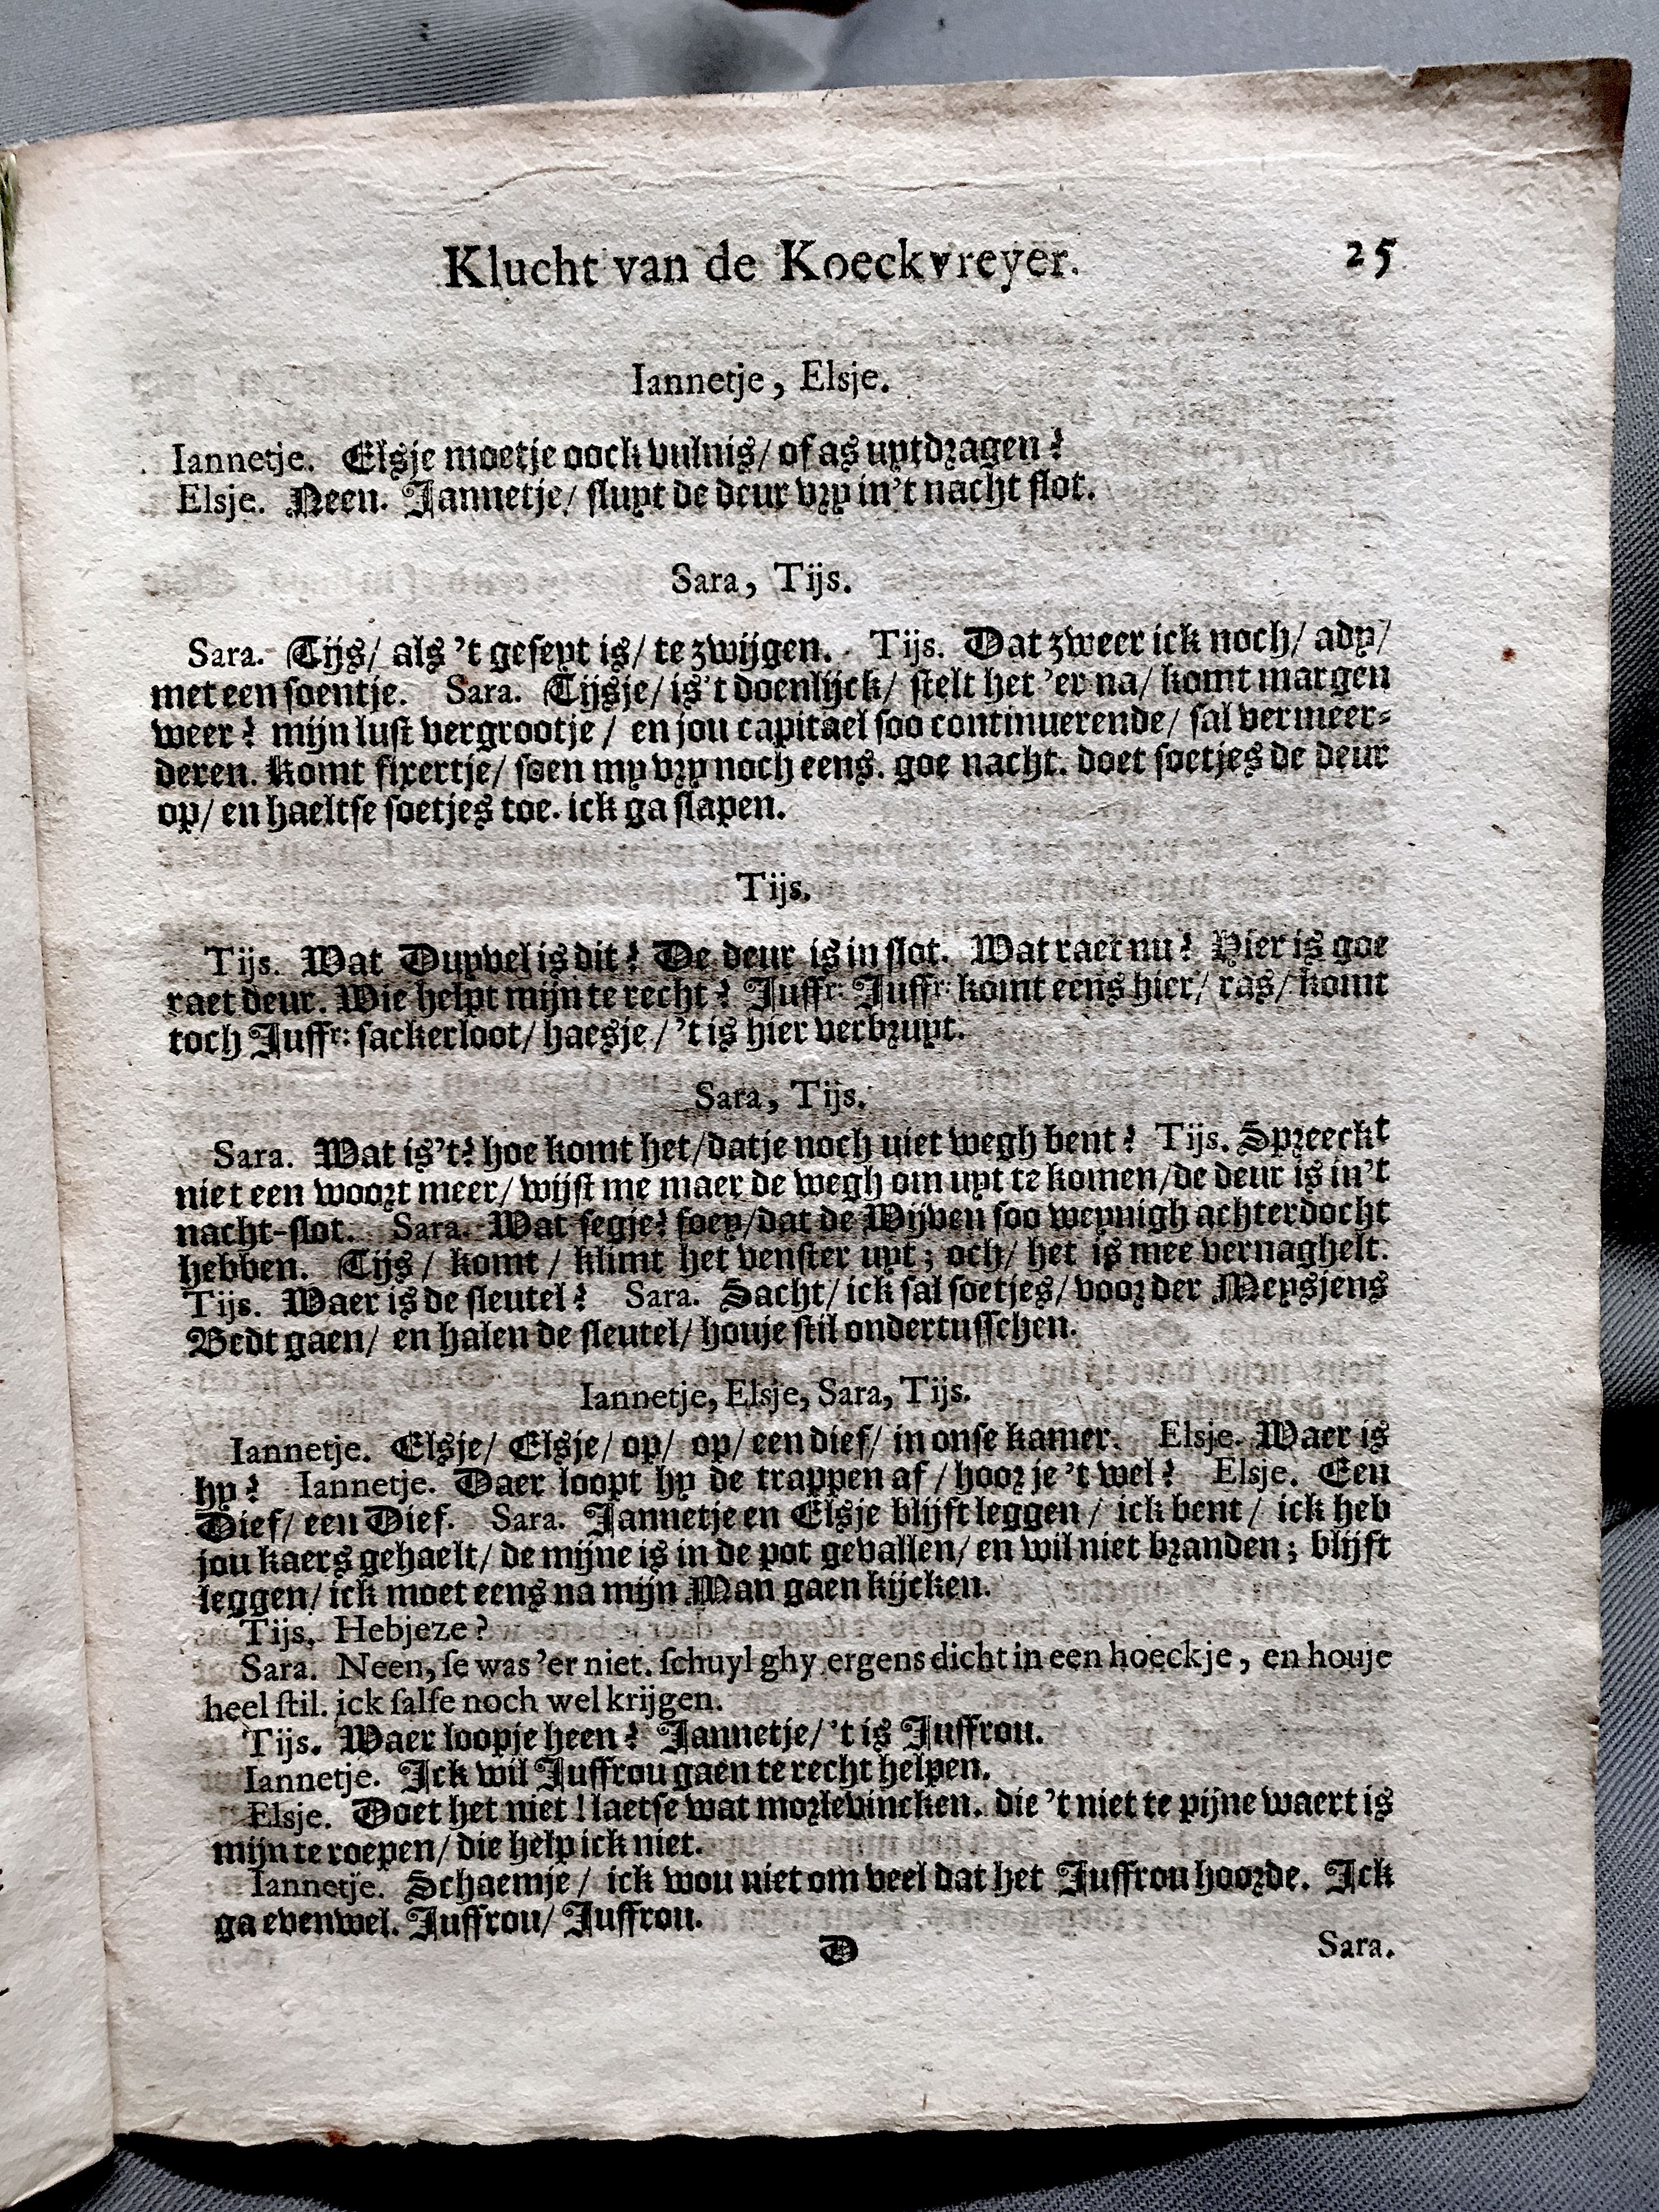 Klucht van de Koeckvreyer. 25
Iannetje, Elsje.
Iannetje. Elsje moetje oock vulnis/ of as uytdragen?
Elsje. Neen. Jannetje/ sluyt de deur vry in't nacht slot.
Sara, Tijs.
Sara. Tijs/ als 't geseyt is/ te zwijgen. Tijs. Dat zweer ick noch/ ady/
met een soentje. Sara. Tijsje/ is't doenlijck/ stelt het 'er na/ komt margen
weer? mijn lust vergrootje/ en jou capitael soo continuerende/ sal vermeer-
deren. Komt fixertje/ soen my vry noch eens. goe nacht. doet soetjes de deur
op/ en haeltse soetjes toe. ick ga slapen.
Tijs.
Tijs. Wat Duyvel is dit? De deur is in slot. Wat raet nu? Hier is goe
raet deur. Wie helpt mijn te recht? Juffr: Juffr: komt eens hier/ ras/ komt
toch Juffr: sackerloot/ haesje/ 't is hier verbruyt.
Sara, Tijs.
Sara. Wat is't? hoe komt het/ datje noch niet wegh bent? Tijs. Spreeckt
niet een woort meer/ wijst me maer de wegh om uyt te komen/ de deur is in't
nacht-slot. Sara. Wat segje? foey/ dat de Wijven soo weynigh achterdocht
hebben. Tijs/ komt/ klimt het venster uyt; och/ het is mee vernaghelt.
Tijs. Waer is de sleutel? Sara. Sacht/ ick sal soetjes/ voor der Meysjens
Bedt gaen/ en halen de sleutel/ houje stil ondertusschen.
Iannetje, Elsje, Sara, Tijs.
Iannetje. Elsje/ Elsje/ op/ op/ een dief/ in onse kamer. Elsje. Waer is
hy? Iannetje. Daer loopt hy de trappen af/ hoor je 't wel? Elsje. Een
Dief/ een Dief. Sara. Jannetje en Elsje blijft leggen/ ick bent/ ick heb
jou kaers gehaelt/ de mijne is in de pot gevallen/ en wil niet branden; blijft
leggen/ ick moet eens na mijn Man gaen kijcken.
Tijs. Hebjeze?
Sara. Neen, se was 'er niet. schuyl ghy ergens dicht in een hoeckje, en houje
heel stil. ick salse noch wel krijgen.
Tijs. Waer loopje heen? Jannetje/ 't is Juffrou.
Iannetje. Ick wil Juffrou gaen te recht helpen.
Elsje. Doet het niet! laetse wat morlevincken. die 't niet te pijne waert is
mijn te roepen/ die help ick niet.
Iannetje. Schaemje/ ick wou niet om veel dat het Juffrou hoorde. Ick
ga evenwel. Juffrou/ Juffrou.
D Sara.